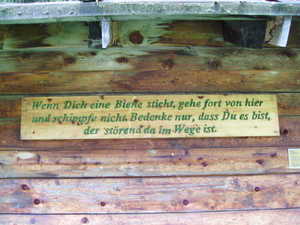 Wenn Dich eine Biene sticht, gehe fort von hier
und schimpfe nicht. Bedenke nur, dass Du es bist,
der störend da im Wege ist.